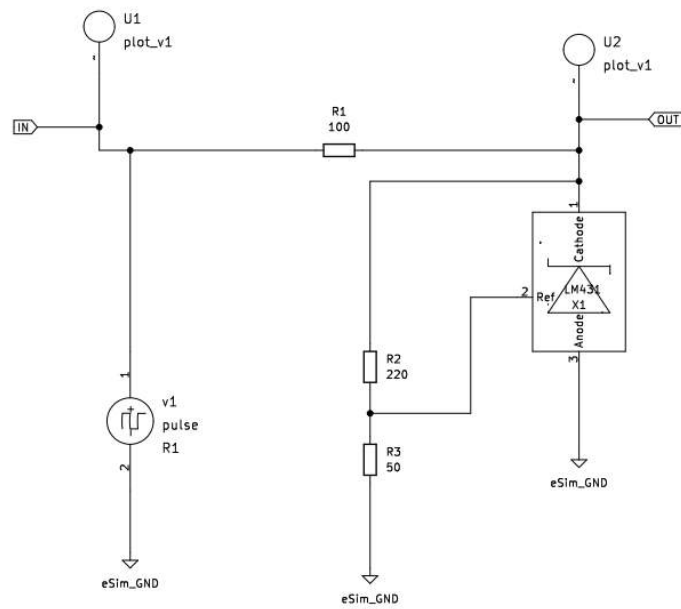 U1
plot_v1
~
U2
plot_v1
~
IN
R1
100
OUT
1
Cathode
2
Ref
LM431
X1
Anode
3
R2
220
1
v1
pulse
R1
2
R3
50
eSim_GND
eSim_GND
eSim_GND